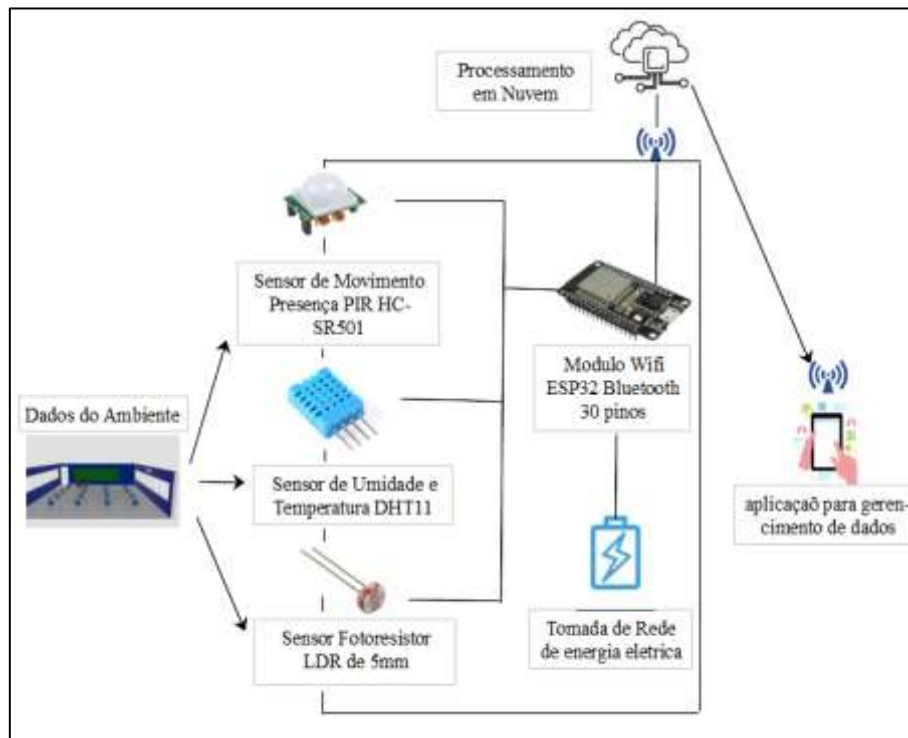 Processamento
em Nuvem
Sensor de Movimento
Presença PIR HC-
SR501
Modulo Wifi
ESP32 Bluetooth
30 pinos
Dados do Ambiente
Sensor de Umidade e
Temperatura DHT11
aplicaçaõ para geren-
cimento de dados
Sensor Fotoresistor
LDR de 5mm
Tomada de Rede
de energia eletrica